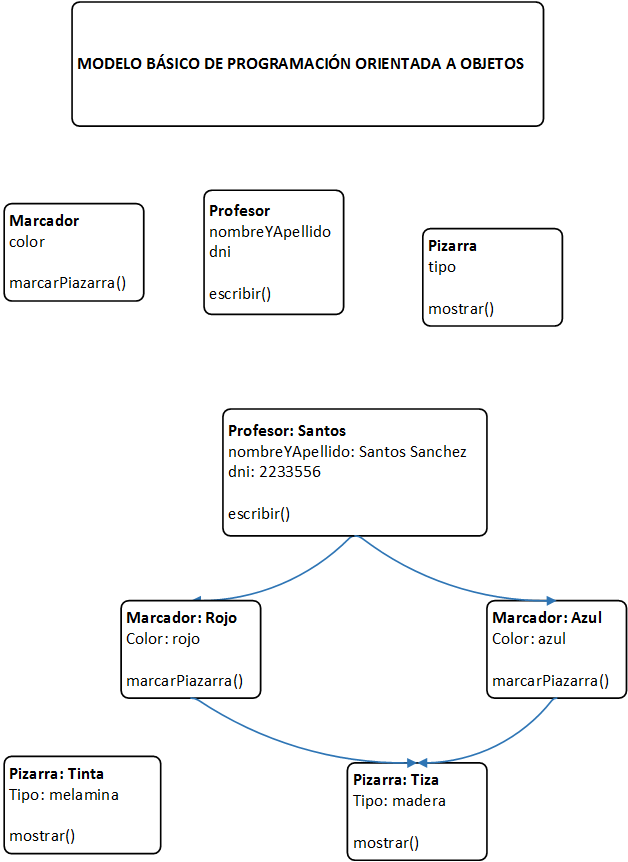 MODELO BÁSICO DE PROGRAMACIÓN ORIENTADA A OBJETOS
Marcador
color
marcarPiazarra()
Profesor
nombreYApellido
dni
escribir()
Pizarra
tipo
mostrar()
Profesor: Santos
nombreYApellido: Santos Sanchez
dni: 2233556
escribir()
Marcador: Rojo
Color: rojo
marcarPiazarra()
Marcador: Azul
Color: azul
marcarPiazarra()
Pizarra: Tinta
Tipo: melamina
mostrar()
Pizarra: Tiza
Tipo: madera
mostrar()